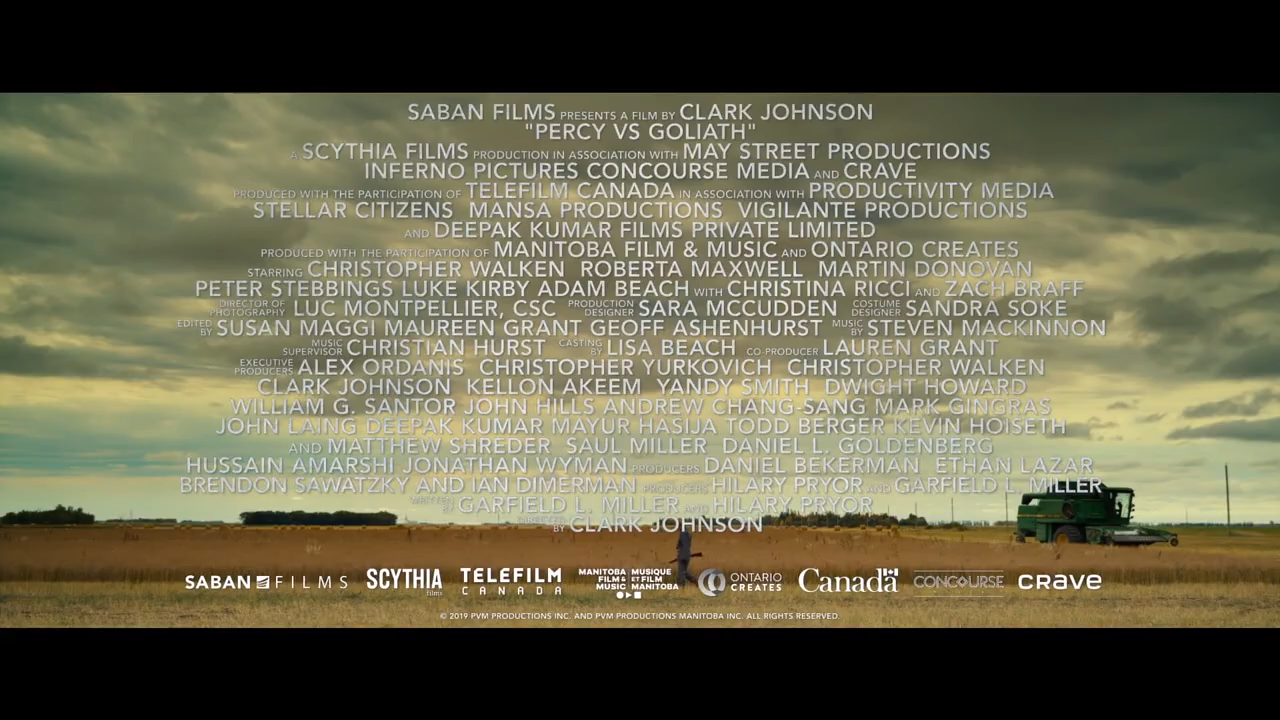 SABAN FILMS PRESENTS A FILM BY CLARK JOHNSON
"PERCY VS GOLIATH"
A SCYTHIA FILMS PRODUCTION IN ASSOCIATION WITH MAY STREET PRODUCTIONS
INFERNO PICTURES CONCOURSE MEDIA AND CRAVE
PRODUCED WITH THE PARTICIPATION OF TELEFILM CANADA IN ASSOCIATION WITH PRODUCTIVITY MEDIA
STELLAR CITIZENS MANSA PRODUCTIONS VIGILANTE PRODUCTIONS
AND DEEPAK KUMAR FILMS PRIVATE LIMITED
PRODUCED WITH THE PARTICIPATION OF MANITOBA FILM & MUSIC AND ONTARIO CREATES
STARRING CHRISTOPHER WALKEN ROBERTA MAXWELL MARTIN DONOVAN
PETER STEBBINGS LUKE KIRBY ADAM BEACH WITH CHRISTINA RICCI AND ZACH BRAFF
DIRECTOR OF PHOTOGRAPHY LUC MONTPELLIER, CSC PRODUCTION DESIGNER SARA MCCUDDEN COSTUME DESIGNER SANDRA SOKE
EDITED BY SUSAN MAGGI MAUREEN GRANT GEOFF ASHENHURST MUSIC BY STEVEN MACKINNON
MUSIC SUPERVISOR CHRISTIAN HURST CASTING BY LISA BEACH CO-PRODUCER LAUREN GRANT
EXECUTIVE PRODUCERS ALEX ORDANIS CHRISTOPHER YURKOVICH CHRISTOPHER WALKEN
CLARK JOHNSON KELLON AKEEM YANDY SMITH DWIGHT HOWARD
WILLIAM G. SANTOR JOHN HILLS ANDREW CHANG-SANG MARK GINGRAS
JOHN LAING DEEPAK KUMAR MAYUR HASIJA TODD BERGER KEVIN HOISETH
AND MATTHEW SHREDER SAUL MILLER DANIEL L. GOLDENBERG
HUSSAIN AMARSHI JONATHAN WYMAN PRODUCERS DANIEL BEKERMAN ETHAN LAZAR
BRENDON SAWATZKY AND IAN DIMERMAN PRODUCERS HILARY PRYOR AND GARFIELD L. MILLER
WRITTEN BY GARFIELD L. MILLER AND HILARY PRYOR
DIRECTED BY CLARK JOHNSON
SABAN FILMS SCYTHIA films TELEFILM CANADA MANITOBA FILM & MUSIC MUSIQUE ET FILM MANITOBA ONTARIO CREATES Canada CONCOURSE crave
© 2019 PVM PRODUCTIONS INC. AND PVM PRODUCTIONS MANITOBA INC. ALL RIGHTS RESERVED.